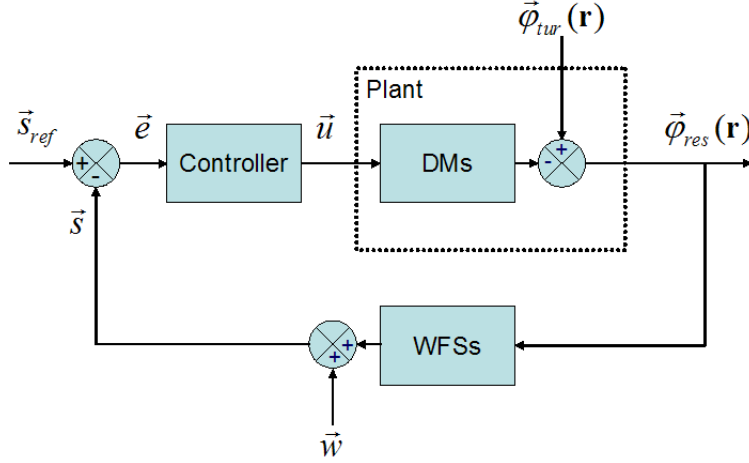 φ⃗_tur(𝐫)
Plant
s⃗_ref
e⃗
u⃗
φ⃗_res(𝐫)
+
-
Controller
DMs
-
+
s⃗
WFSs
+
+
w⃗